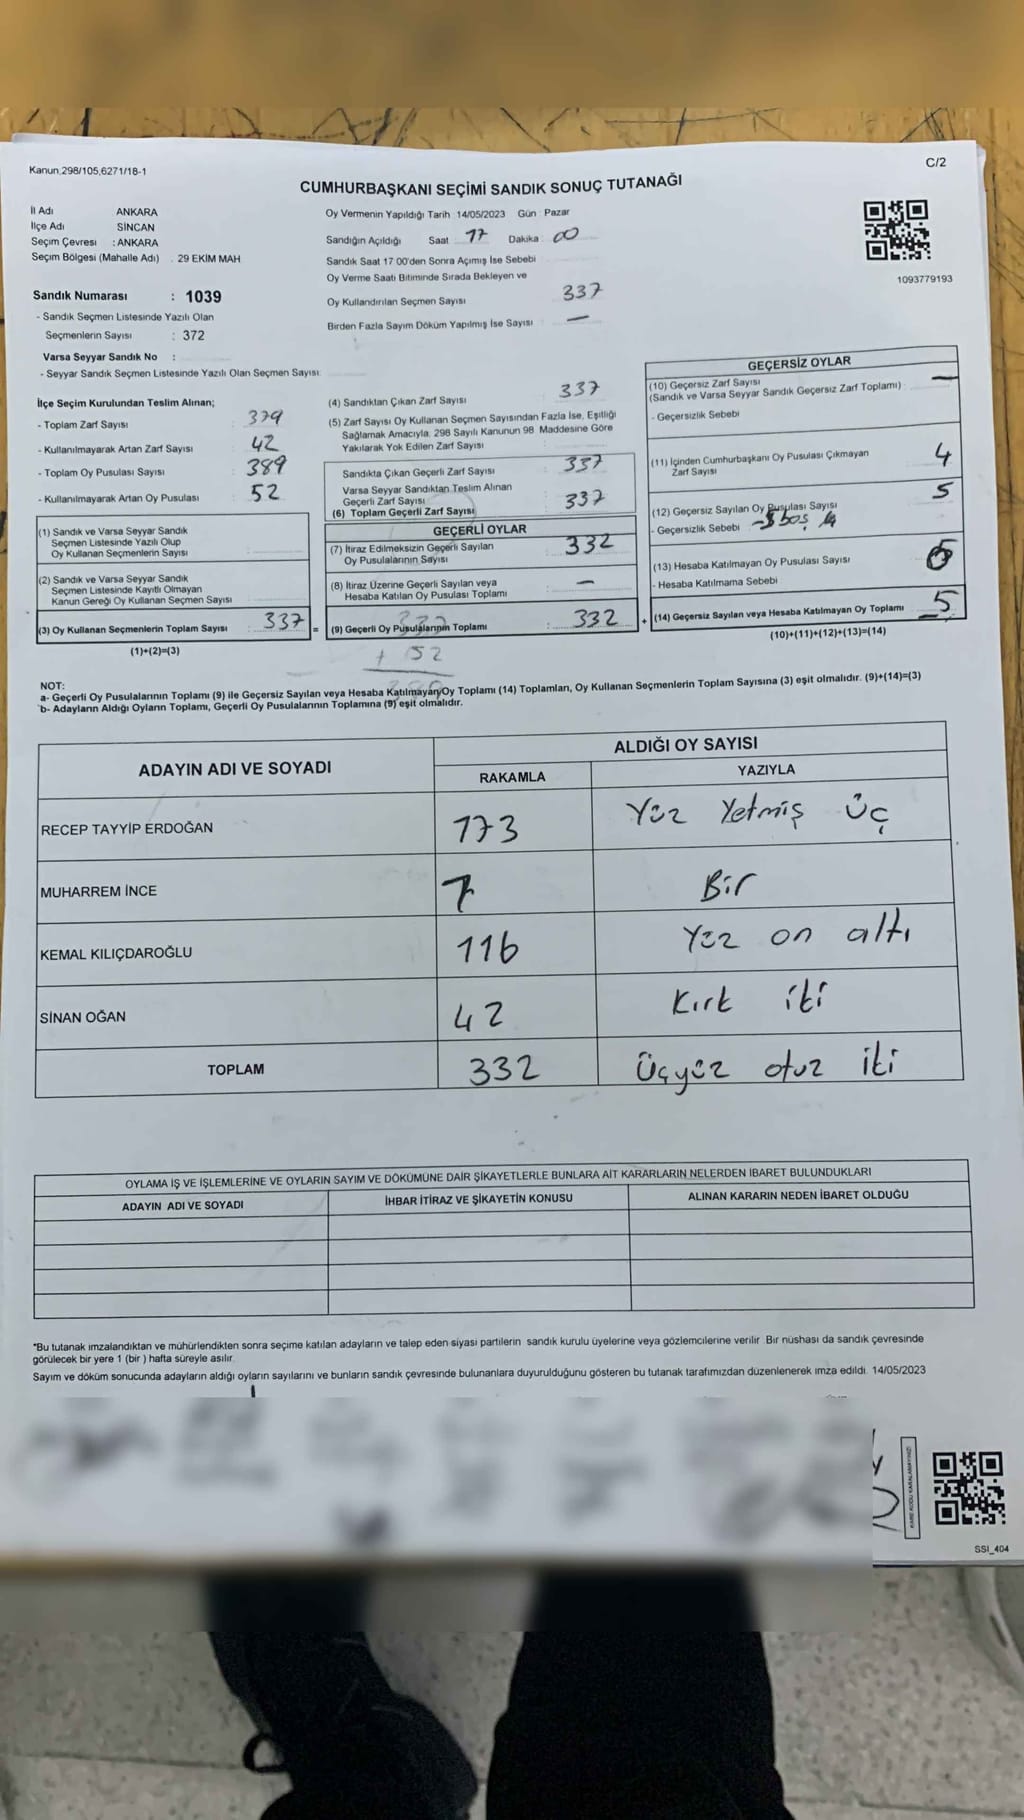 Kanun.298/105,6271/18-1
C/2
CUMHURBAŞKANI SEÇİMİ SANDIK SONUÇ TUTANAĞI
İl Adı ANKARA
İlçe Adı SİNCAN
Seçim Çevresi : ANKARA
Seçim Bölgesi (Mahalle Adı) . 29 EKİM MAH
Oy Vermenin Yapıldığı Tarih 14/05/2023 Gün : Pazar
Sandığın Açıldığı Saat 17 Dakika : 00
Sandık Saat 17 00'den Sonra Açımış İse Sebebi
Oy Verme Saati Bitiminde Sırada Bekleyen ve
Oy Kullandırılan Seçmen Sayısı 337
Birden Fazla Sayım Döküm Yapılmış İse Sayısı —
1093779193
Sandık Numarası : 1039
- Sandık Seçmen Listesinde Yazılı Olan
Seçmenlerin Sayısı : 372
Varsa Seyyar Sandık No :
- Seyyar Sandık Seçmen Listesinde Yazılı Olan Seçmen Sayısı:
İlçe Seçim Kurulundan Teslim Alınan;
- Toplam Zarf Sayısı : 379
- Kullanılmayarak Artan Zarf Sayısı : 42
- Toplam Oy Pusulası Sayısı : 389
- Kullanılmayarak Artan Oy Pusulası : 52
(1) Sandık ve Varsa Seyyar Sandık
Seçmen Listesinde Yazılı Olup
Oy Kullanan Seçmenlerin Sayısı
(2) Sandık ve Varsa Seyyar Sandık
Seçmen Listesinde Kayıtlı Olmayan
Kanun Gereği Oy Kullanan Seçmen Sayısı
(3) Oy Kullanan Seçmenlerin Toplam Sayısı : 337 =
(1)+(2)=(3)
(4) Sandıktan Çıkan Zarf Sayısı : 337
(5) Zarf Sayısı Oy Kullanan Seçmen Sayısından Fazla İse, Eşitliği
Sağlamak Amacıyla. 298 Sayılı Kanunun 98 Maddesine Göre
Yakılarak Yok Edilen Zarf Sayısı
Sandıkta Çıkan Geçerli Zarf Sayısı : 337
Varsa Seyyar Sandıktan Teslim Alınan
Geçerli Zarf Sayısı
(6) Toplam Geçerli Zarf Sayısı : 337
GEÇERLİ OYLAR
(7) İtiraz Edilmeksizin Geçerli Sayılan
Oy Pusulalarının Sayısı : 332
(8) İtiraz Üzerine Geçerli Sayılan veya
Hesaba Katılan Oy Pusulası Toplamı : —
(9) Geçerli Oy Pusulalarının Toplamı : 332 +
337
+ 52
GEÇERSİZ OYLAR
(10) Geçersiz Zarf Sayısı
(Sandık ve Varsa Seyyar Sandık Geçersiz Zarf Toplamı) : —
- Geçersizlik Sebebi
(11) İçinden Cumhurbaşkanı Oy Pusulası Çıkmayan
Zarf Sayısı 4
(12) Geçersiz Sayılan Oy Pusulası Sayısı 5
- Geçersizlik Sebebi boş
(13) Hesaba Katılmayan Oy Pusulası Sayısı
- Hesaba Katılmama Sebebi
(14) Geçersiz Sayılan veya Hesaba Katılmayan Oy Toplamı 5
(10)+(11)+(12)+(13)=(14)
NOT:
a- Geçerli Oy Pusulalarının Toplamı (9) ile Geçersiz Sayılan veya Hesaba Katılmayan Oy Toplamı (14) Toplamları, Oy Kullanan Seçmenlerin Toplam Sayısına (3) eşit olmalıdır. (9)+(14)=(3)
b- Adayların Aldığı Oyların Toplamı, Geçerli Oy Pusulalarının Toplamına (9) eşit olmalıdır.
ADAYIN ADI VE SOYADI ALDIĞI OY SAYISI
RAKAMLA YAZIYLA
RECEP TAYYİP ERDOĞAN 173 Yüz Yetmiş Üç
MUHARREM İNCE Bir
KEMAL KILIÇDAROĞLU 116 Yüz on altı
SİNAN OĞAN 42 Kırk iki
TOPLAM 332 Üçyüz otuz iki
OYLAMA İŞ VE İŞLEMLERİNE VE OYLARIN SAYIM VE DÖKÜMÜNE DAİR ŞİKAYETLERLE BUNLARA AİT KARARLARIN NELERDEN İBARET BULUNDUKLARI
ADAYIN ADI VE SOYADI İHBAR İTİRAZ VE ŞİKAYETİN KONUSU ALINAN KARARIN NEDEN İBARET OLDUĞU
*Bu tutanak imzalandıktan ve mühürlendikten sonra seçime katılan adayların ve talep eden siyasi partilerin sandık kurulu üyelerine veya gözlemcilerine verilir Bir nüshası da sandık çevresinde
görülecek bir yere 1 (bir ) hafta süreyle asılır
Sayım ve döküm sonucunda adayların aldığı oyların sayılarını ve bunların sandık çevresinde bulunanlara duyurulduğunu gösteren bu tutanak tarafımızdan düzenlenerek imza edildi 14/05/2023
KARE KODU KARALAMAYINIZ!
SSI_404